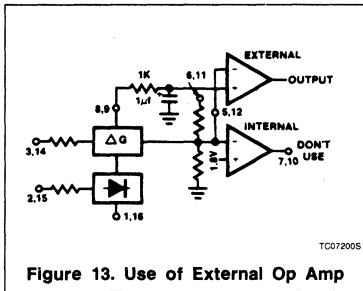 EXTERNAL
1K
6,11
1µf
+
-
+
OUTPUT
8,9
5,12
INTERNAL
3,14
ΔG
-
+
1.8V
DON'T
USE
7,10
2,15
1,16
TC07200S
Figure 13. Use of External Op Amp